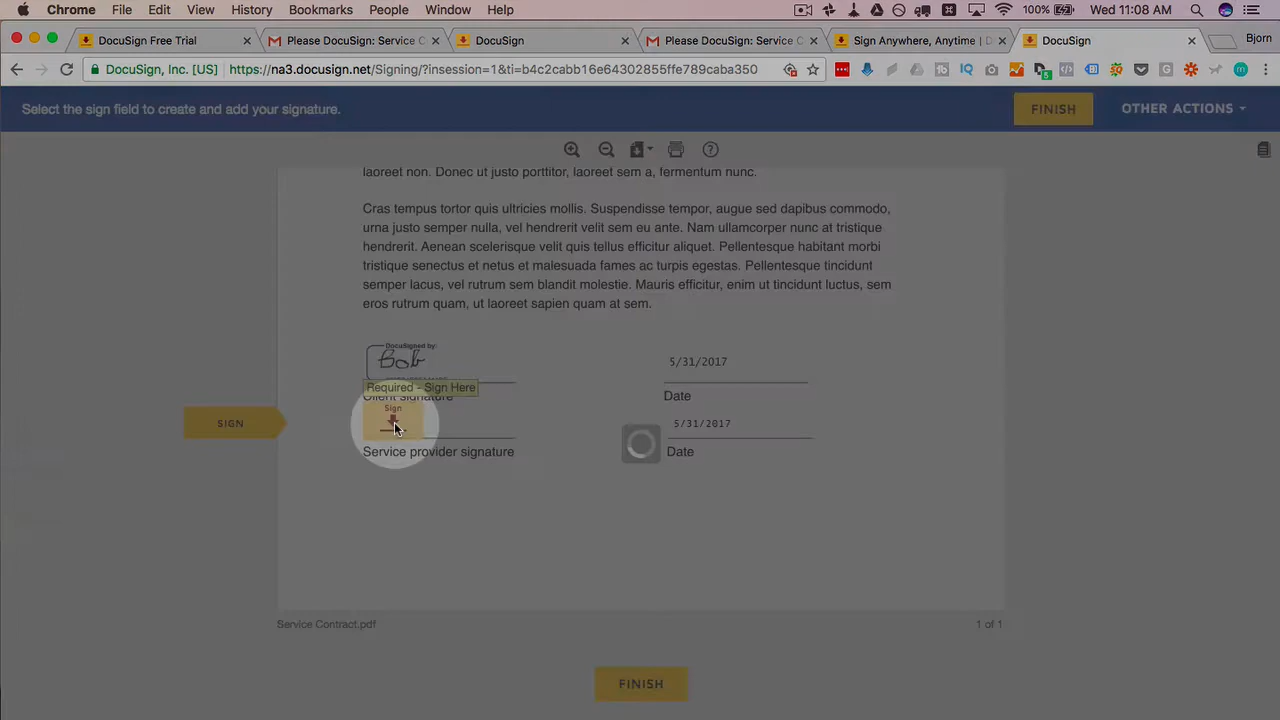 Chrome File Edit View History Bookmarks People Window Help 100% Wed 11:08 AM
DocuSign Free Trial Please DocuSign: Service C DocuSign Please DocuSign: Service C Sign Anywhere, Anytime | D DocuSign Bjorn
DocuSign, Inc. [US] https://na3.docusign.net/Signing/?insession=1&ti=b4c2cabb16e64302855ffe789caba350
Select the sign field to create and add your signature. FINISH OTHER ACTIONS
laoreet non. Donec ut justo porttitor, laoreet sem a, fermentum nunc.
Cras tempus tortor quis ultricies mollis. Suspendisse tempor, augue sed dapibus commodo,
urna justo semper nulla, vel hendrerit velit sem eu ante. Nam ullamcorper nunc at tristique
hendrerit. Aenean scelerisque velit quis tellus efficitur aliquet. Pellentesque habitant morbi
tristique senectus et netus et malesuada fames ac turpis egestas. Pellentesque tincidunt
semper lacus, vel rutrum sem blandit molestie. Mauris efficitur, enim ut tincidunt luctus, sem
eros rutrum quam, ut laoreet sapien quam at sem.
DocuSigned by:
Bob 5/31/2017
Required - Sign Here
Client signature Date
Sign
SIGN 5/31/2017
Service provider signature Date
Service Contract.pdf 1 of 1
FINISH